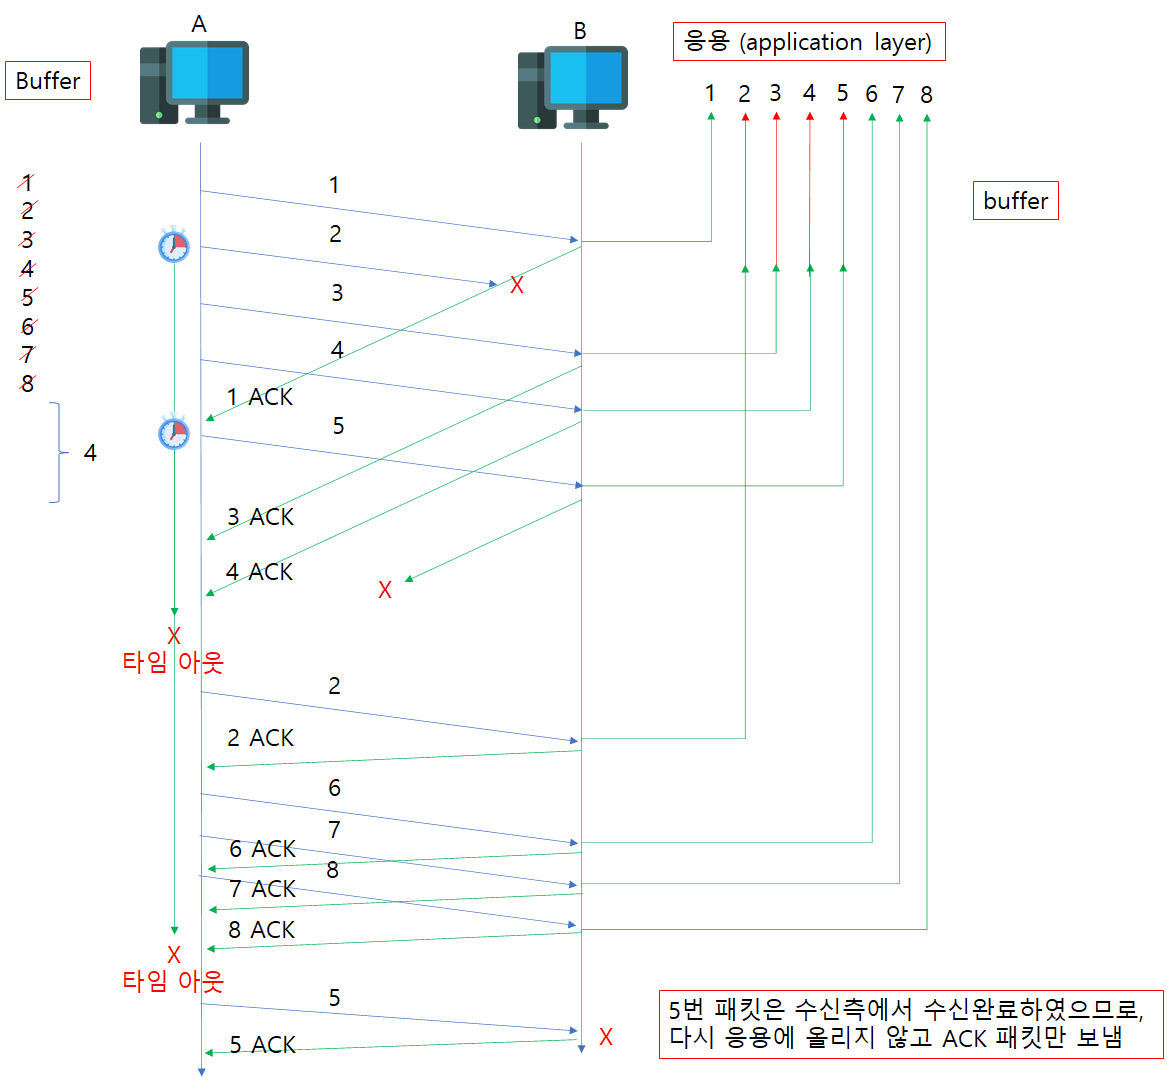 A
B
응용 (application layer)
Buffer
1 2 3 4 5 6 7 8
buffer
1
2
3
4
5
6
7
8
4
1
2
X
3
4
1 ACK
5
3 ACK
4 ACK
X
X
타임 아웃
2
2 ACK
6
7
6 ACK
8
7 ACK
8 ACK
X
타임 아웃
5
X
5 ACK
5번 패킷은 수신측에서 수신완료하였으므로,
다시 응용에 올리지 않고 ACK 패킷만 보냄